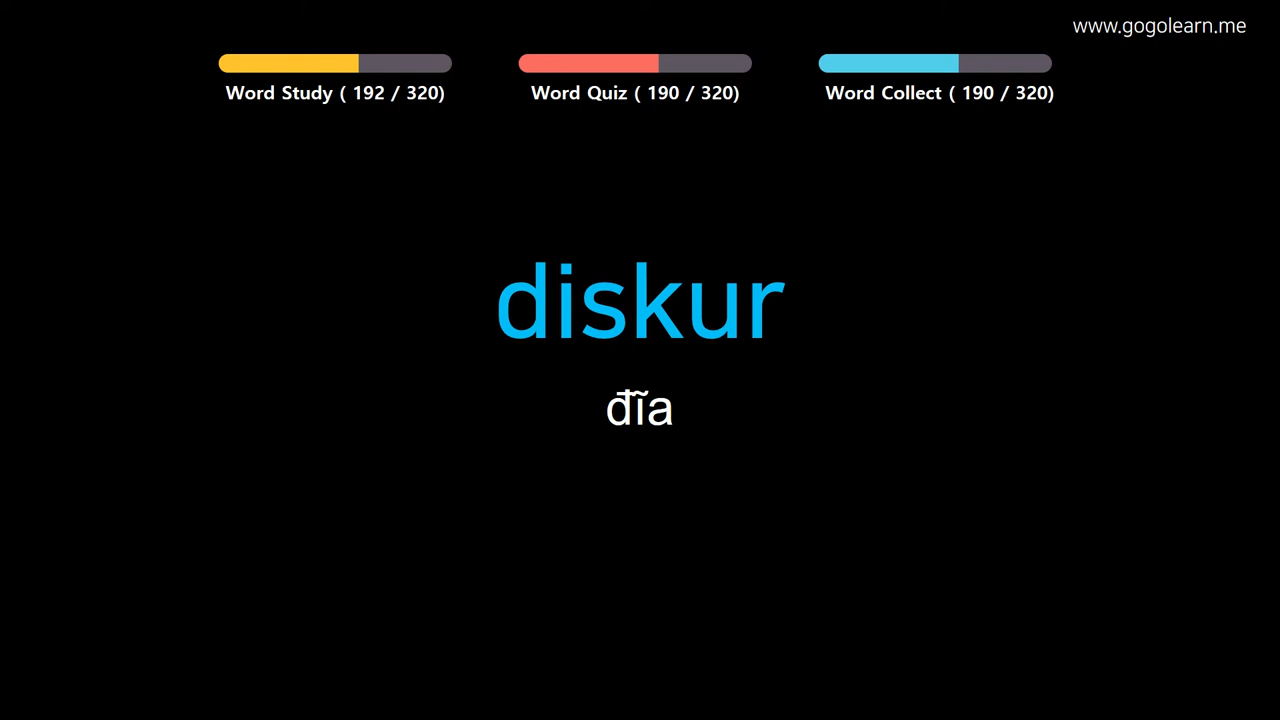 www.gogolearn.me
Word Study ( 192 / 320)
Word Quiz ( 190 / 320)
Word Collect ( 190 / 320)
diskur
đĩa